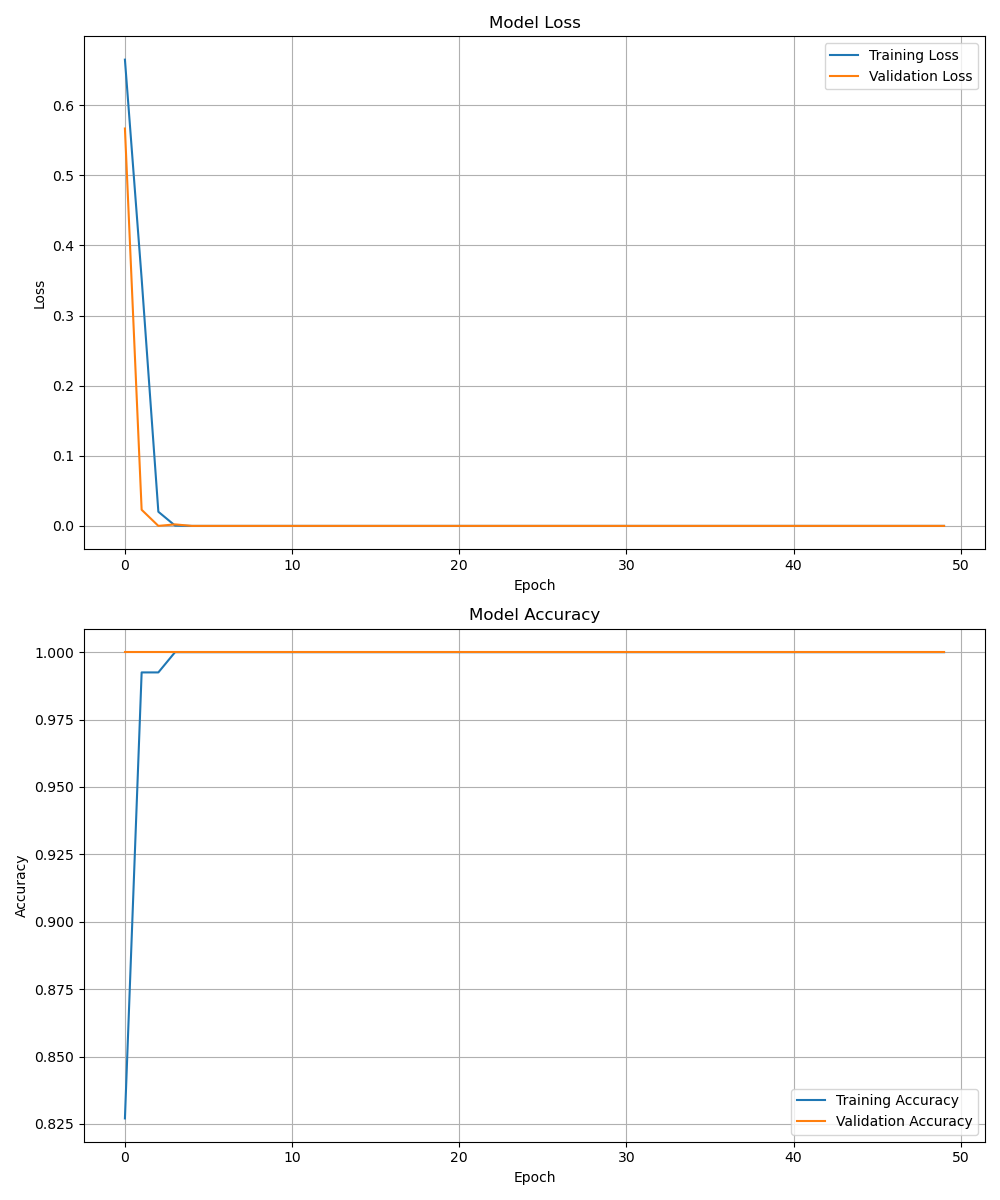 Model Loss
Training Loss
Validation Loss
0.6
0.5
0.4
0.3
0.2
0.1
0.0
Loss
0 10 20 30 40 50
Epoch
Model Accuracy
1.000
0.975
0.950
0.925
0.900
0.875
0.850
0.825
Accuracy
Training Accuracy
Validation Accuracy
0 10 20 30 40 50
Epoch